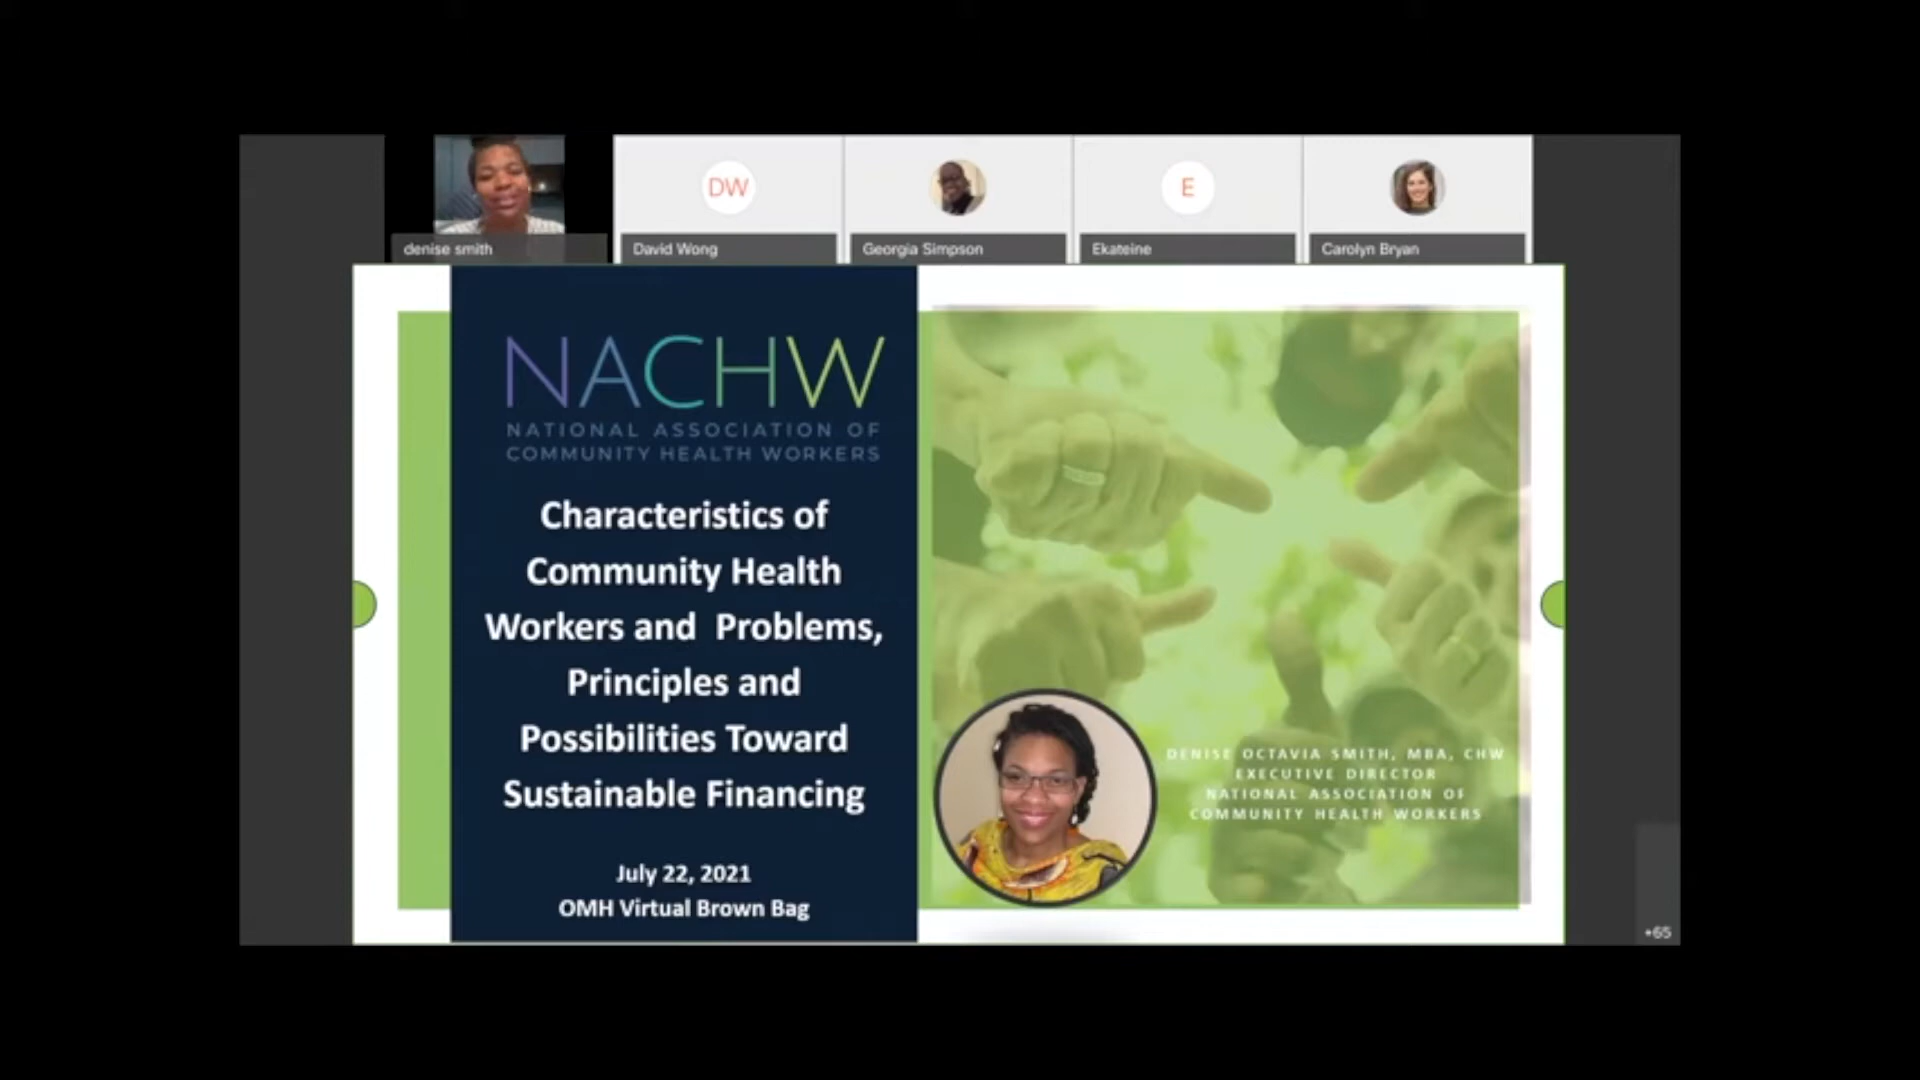 DW
E
denise smith
David Wong
Georgia Simpson
Ekateine
Carolyn Bryan
NACHW
NATIONAL ASSOCIATION OF
COMMUNITY HEALTH WORKERS
Characteristics of
Community Health
Workers and Problems,
Principles and
Possibilities Toward
Sustainable Financing
July 22, 2021
OMH Virtual Brown Bag
DENISE OCTAVIA SMITH, MBA, CHW
EXECUTIVE DIRECTOR
NATIONAL ASSOCIATION OF
COMMUNITY HEALTH WORKERS
+65